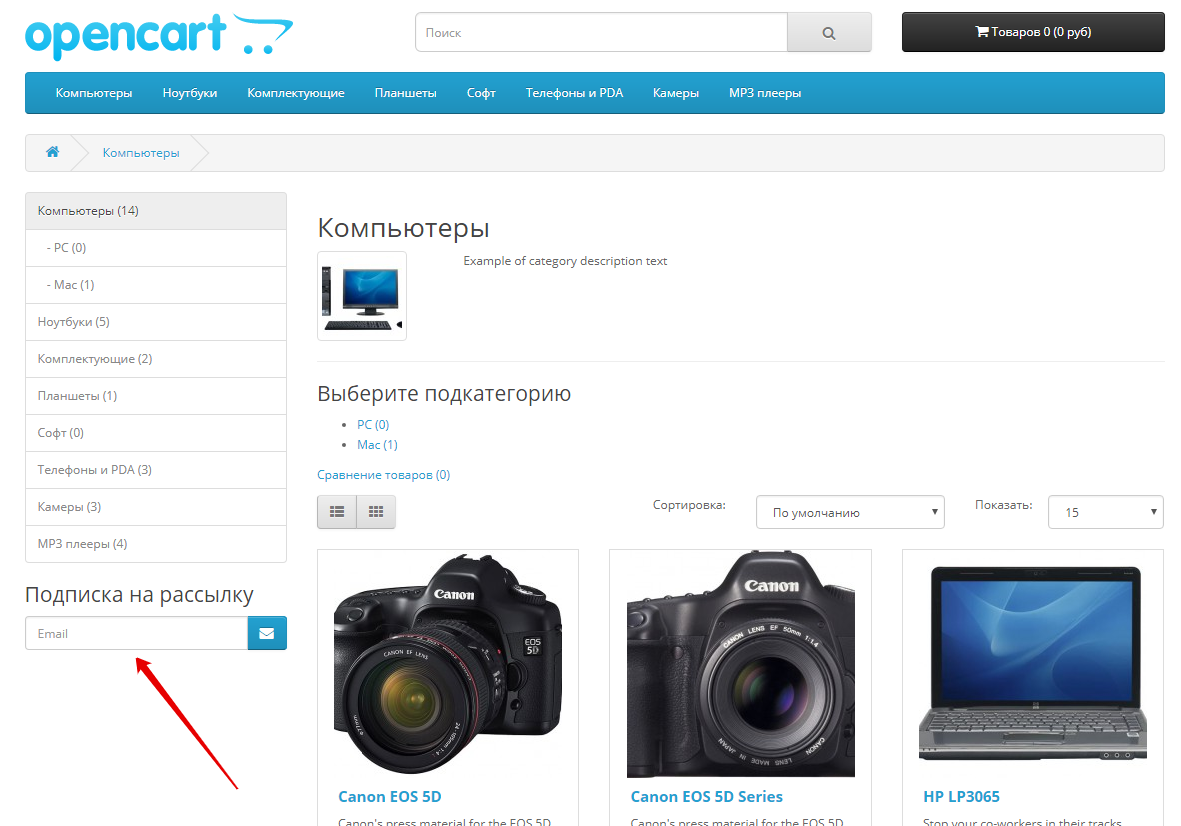 opencart
Поиск
Товаров 0 (0 руб)
Компьютеры Ноутбуки Комплектующие Планшеты Софт Телефоны и PDA Камеры MP3 плееры
Компьютеры
Компьютеры (14)
- PC (0)
- Mac (1)
Ноутбуки (5)
Комплектующие (2)
Планшеты (1)
Софт (0)
Телефоны и PDA (3)
Камеры (3)
MP3 плееры (4)
Подписка на рассылку
Email
Компьютеры
Example of category description text
Выберите подкатегорию
PC (0)
Mac (1)
Сравнение товаров (0)
Сортировка: По умолчанию Показать: 15
Canon
EOS
5D
CANON LENS EF 50mm 1:1.4
CANON EF LENS
Canon
CANON
LENS MADE IN JAPAN
Canon EOS 5D
Canon's press material for the EOS 5D
Canon EOS 5D Series
Canon's press material for the EOS 5D
HP LP3065
Stop your co-workers in their tracks